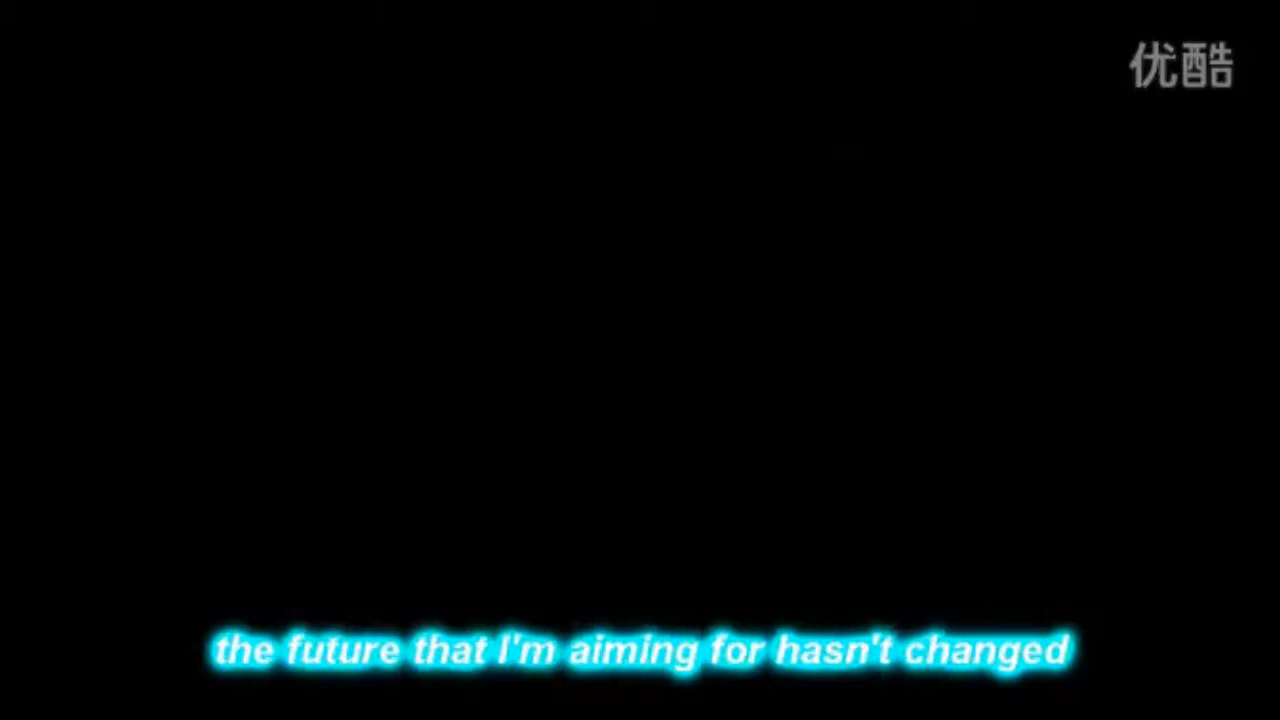 优酷
the future that I'm aiming for hasn't changed